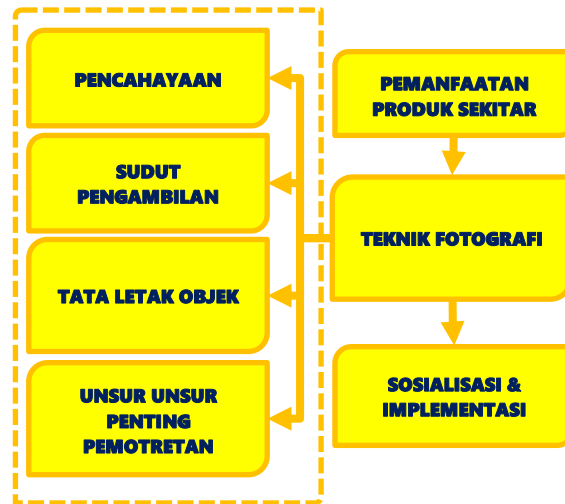 PENCAHAYAAN
SUDUT
PENGAMBILAN
TATA LETAK OBJEK
UNSUR UNSUR
PENTING
PEMOTRETAN
PEMANFAATAN
PRODUK SEKITAR
TEKNIK FOTOGRAFI
SOSIALISASI &
IMPLEMENTASI